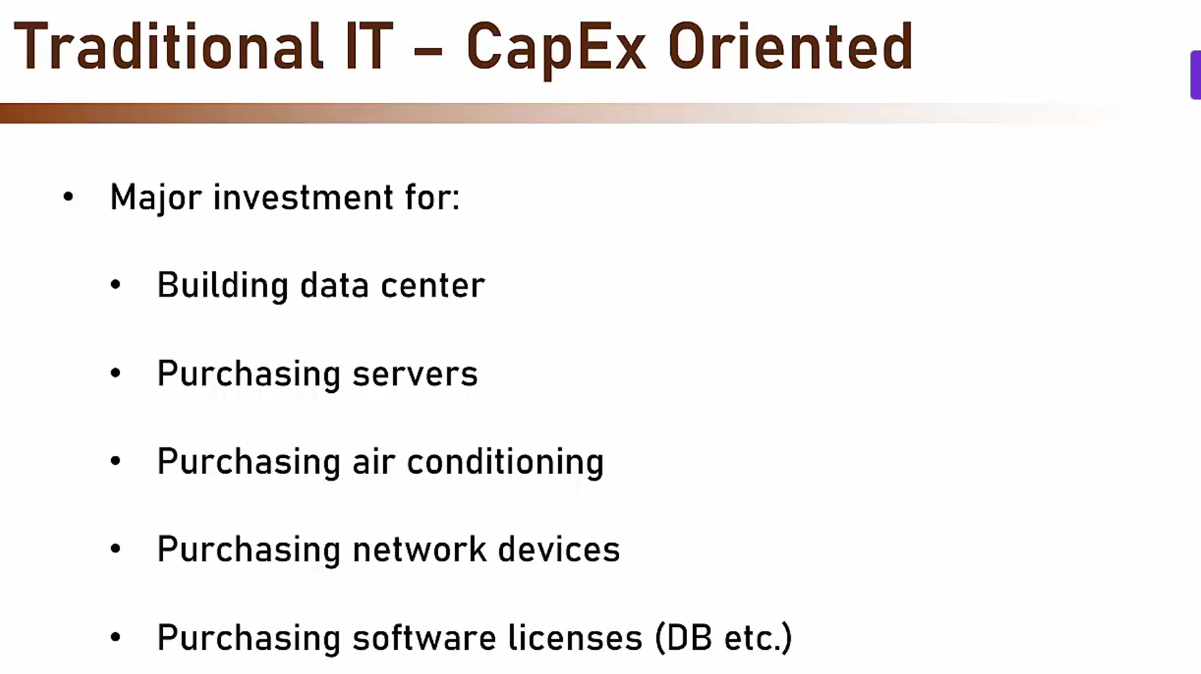 Traditional IT – CapEx Oriented
• Major investment for:
• Building data center
• Purchasing servers
• Purchasing air conditioning
• Purchasing network devices
• Purchasing software licenses (DB etc.)